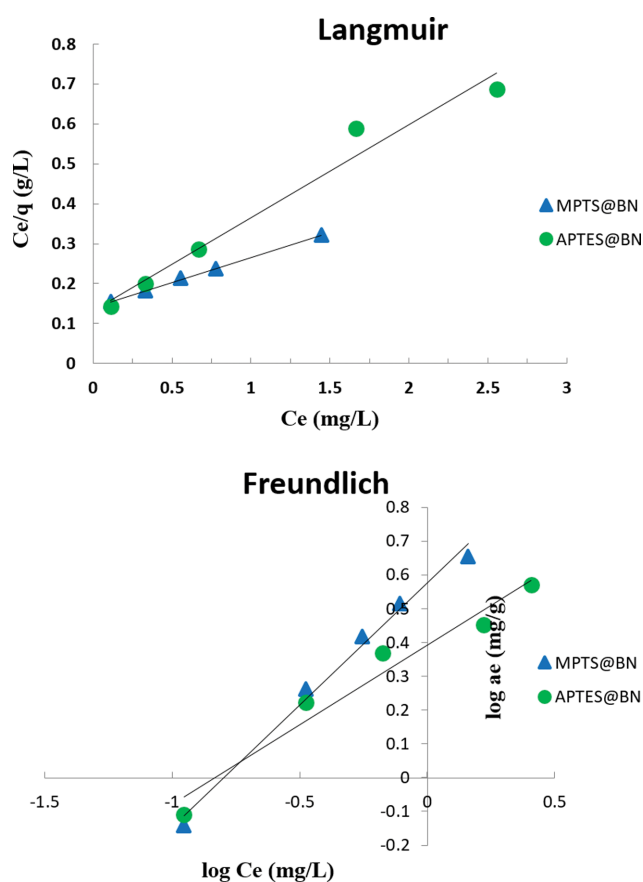 Langmuir
0.8
0.7
0.6
0.5
0.4
0.3
0.2
0.1
0
Ce/q (g/L)
0 0.5 1 1.5 2 2.5 3
Ce (mg/L)
MPTS@BN
APTES@BN
Freundlich
0.8
0.7
0.6
0.5
0.4
0.3
0.2
0.1
0
-0.1
-0.2
log ae (mg/g)
-1.5 -1 -0.5 0 0.5
log Ce (mg/L)
MPTS@BN
APTES@BN